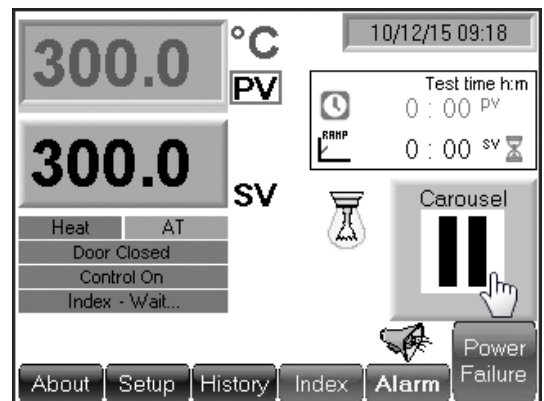 300.0 °C
PV
10/12/15 09:18
Test time h:m
0 : 00 PV
RAMP
0 : 00 SV
300.0
SV
Heat AT
Door Closed
Control On
Index - Wait...
Carousel
Power
Failure
About Setup History Index Alarm